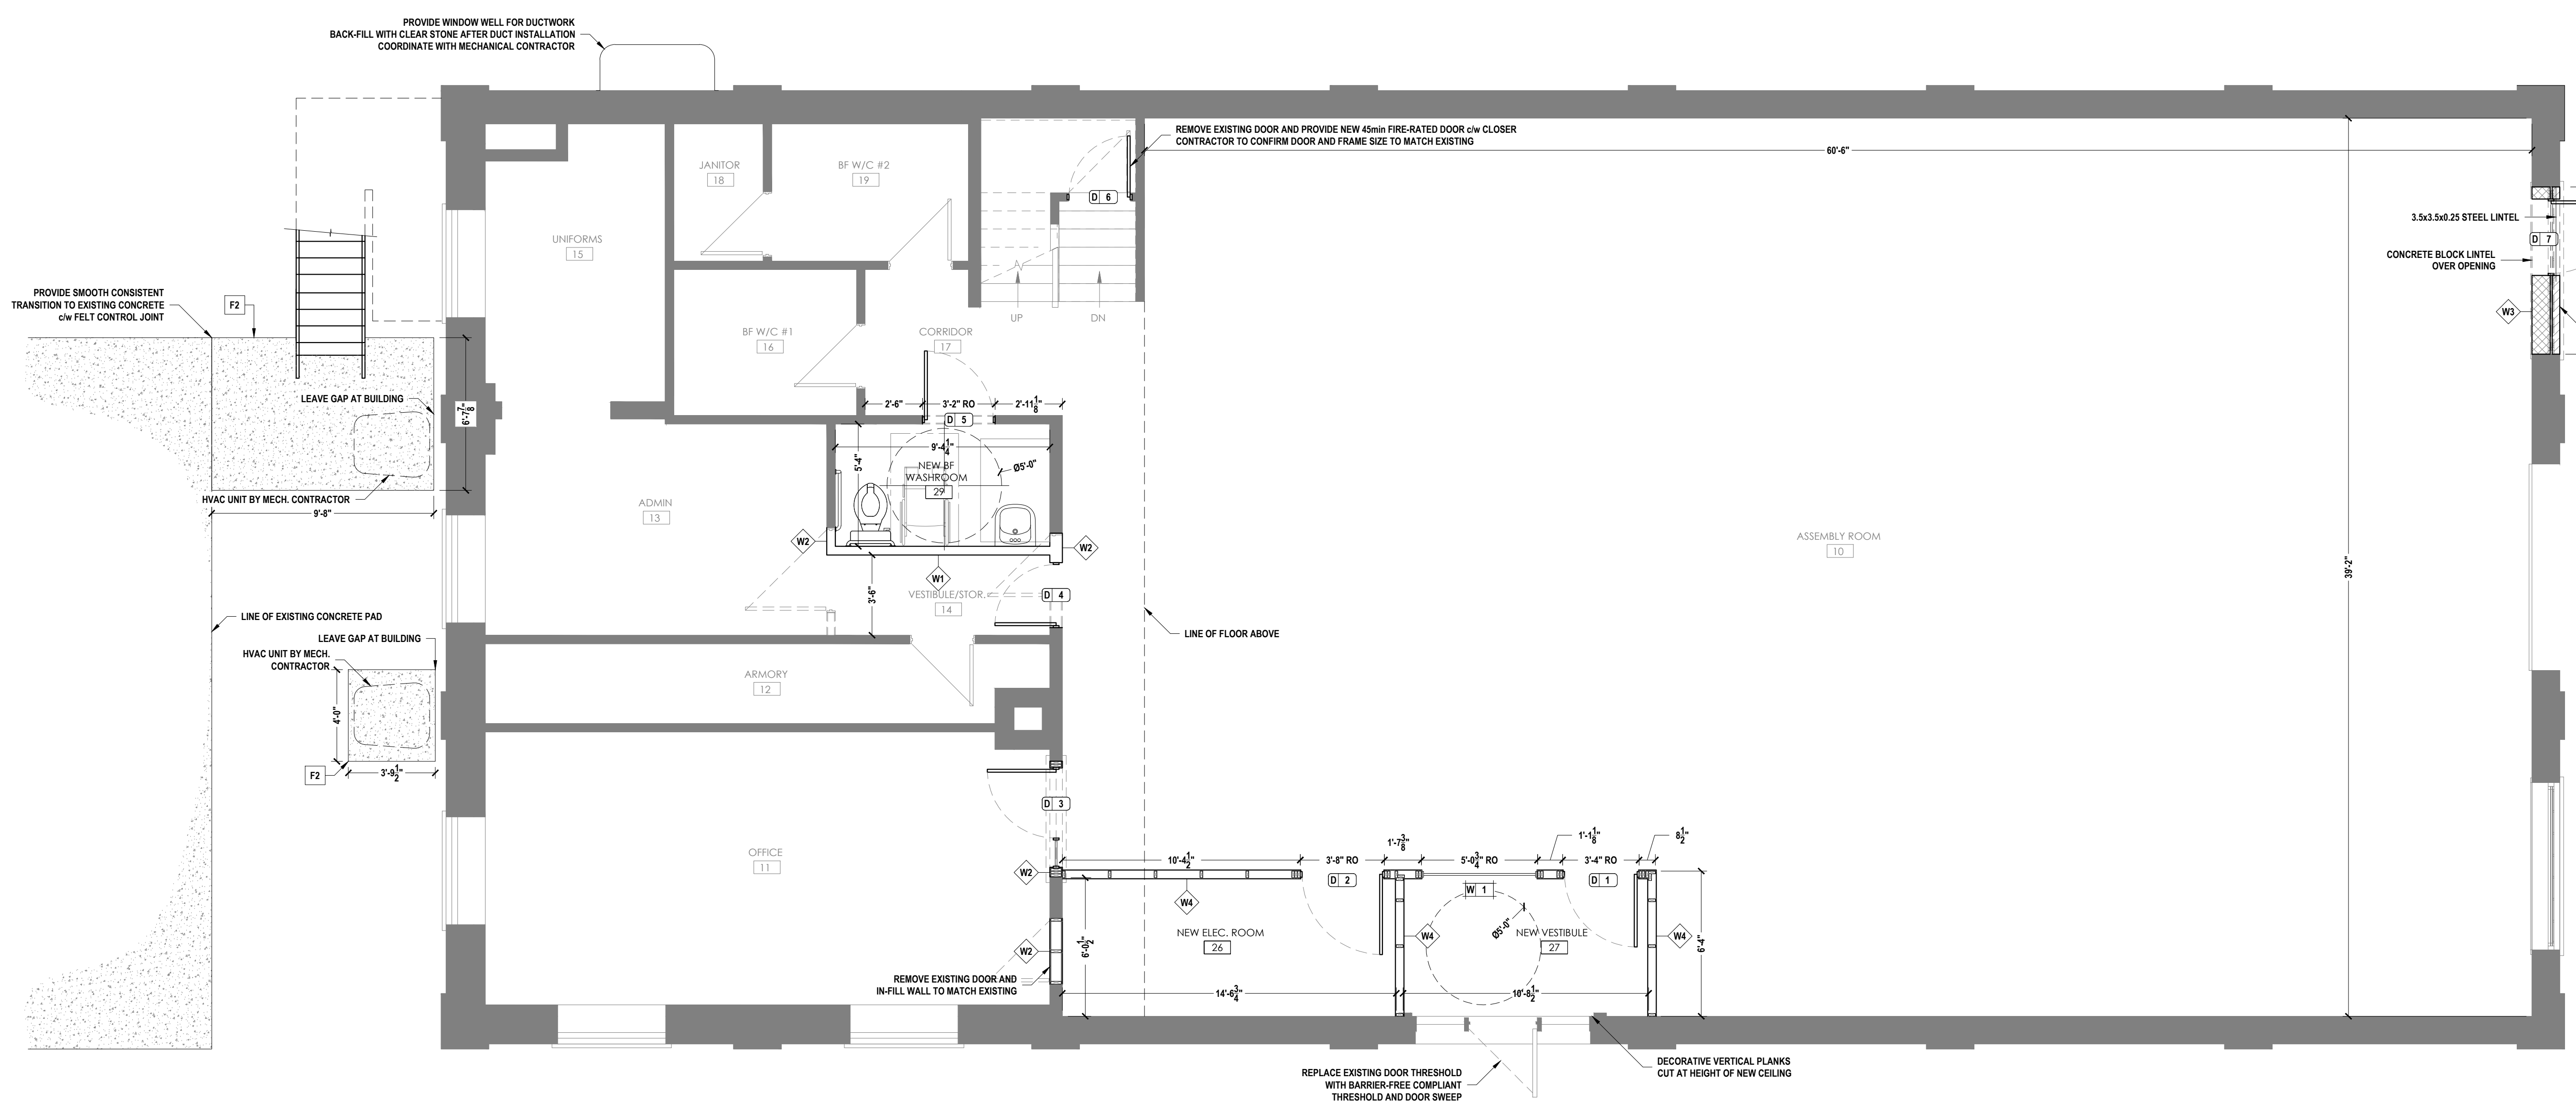 PROVIDE WINDOW WELL FOR DUCTWORK
BACK-FILL WITH CLEAR STONE AFTER DUCT INSTALLATION
COORDINATE WITH MECHANICAL CONTRACTOR
REMOVE EXISTING DOOR AND PROVIDE NEW 45min FIRE-RATED DOOR c/w CLOSER
CONTRACTOR TO CONFIRM DOOR AND FRAME SIZE TO MATCH EXISTING
60'-6"
JANITOR
18
BF W/C #2
19
D 6
UNIFORMS
15
3.5x3.5x0.25 STEEL LINTEL
D 7
CONCRETE BLOCK LINTEL
OVER OPENING
W3
PROVIDE SMOOTH CONSISTENT
TRANSITION TO EXISTING CONCRETE
c/w FELT CONTROL JOINT
F2
UP
DN
BF W/C #1
16
CORRIDOR
17
LEAVE GAP AT BUILDING
6'-7 7/8"
2'-6"
3'-2" RO
2'-11 1/8"
D 5
9'-4 1/4"
5'-4"
NEW BF
WASHROOM
29
Ø5'-0"
HVAC UNIT BY MECH. CONTRACTOR
9'-8"
ADMIN
13
W2
W2
W1
3'-6"
VESTIBULE/STOR.
14
D 4
ASSEMBLY ROOM
10
39'-2"
LINE OF EXISTING CONCRETE PAD
LINE OF FLOOR ABOVE
LEAVE GAP AT BUILDING
HVAC UNIT BY MECH.
CONTRACTOR
4'-0"
F2
3'-9 1/2"
ARMORY
12
D 3
OFFICE
11
W2
W2
REMOVE EXISTING DOOR AND
IN-FILL WALL TO MATCH EXISTING
10'-4 1/2"
3'-8" RO
1'-7 3/8"
5'-0 3/4" RO
1'-1 1/8"
3'-4" RO
8 1/2"
D 2
W 1
D 1
W4
6'-0 1/2"
NEW ELEC. ROOM
26
W4
Ø5'-0"
NEW VESTIBULE
27
W4
6'-4"
14'-6 3/4"
10'-8 1/2"
REPLACE EXISTING DOOR THRESHOLD
WITH BARRIER-FREE COMPLIANT
THRESHOLD AND DOOR SWEEP
DECORATIVE VERTICAL PLANKS
CUT AT HEIGHT OF NEW CEILING